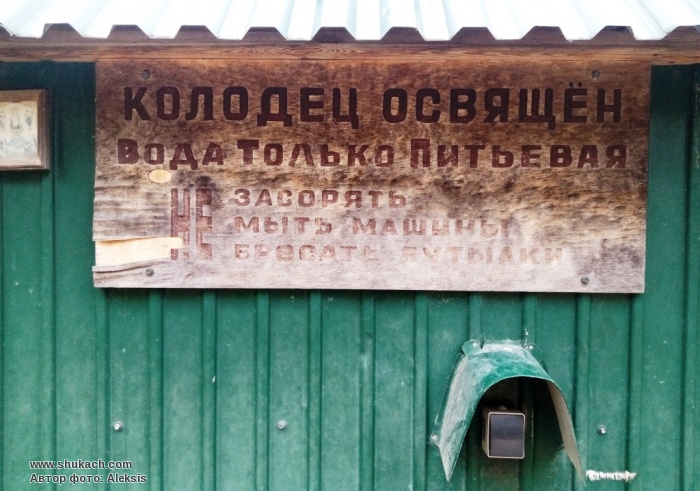 КОЛОДЕЦ ОСВЯЩЁН
ВОДА ТОЛЬКО ПИТЬЕВАЯ
НЕ ЗАСОРЯТЬ
МЫТЬ МАШИНЫ
БРОСАТЬ БУТЫЛКИ
www.shukach.com
Автор фото: Aleksis